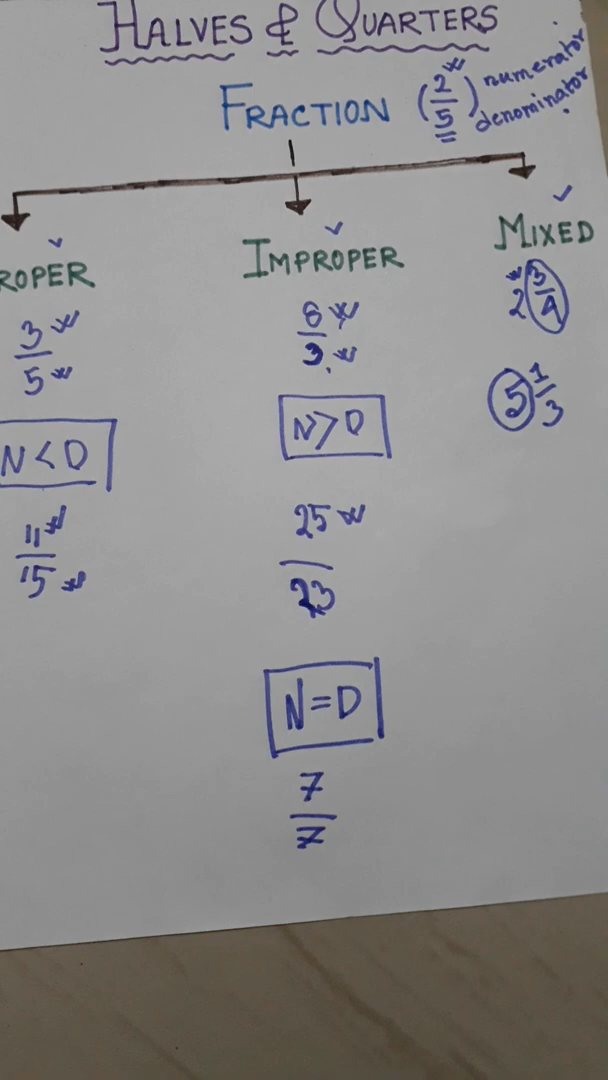 HALVES & QUARTERS
FRACTION (2/5) numerator
denominator
ROPER
3/5
N<D
11/15
IMPROPER
8/3
N>D
25/23
N=D
7/7
MIXED
2 3/4
5 1/3